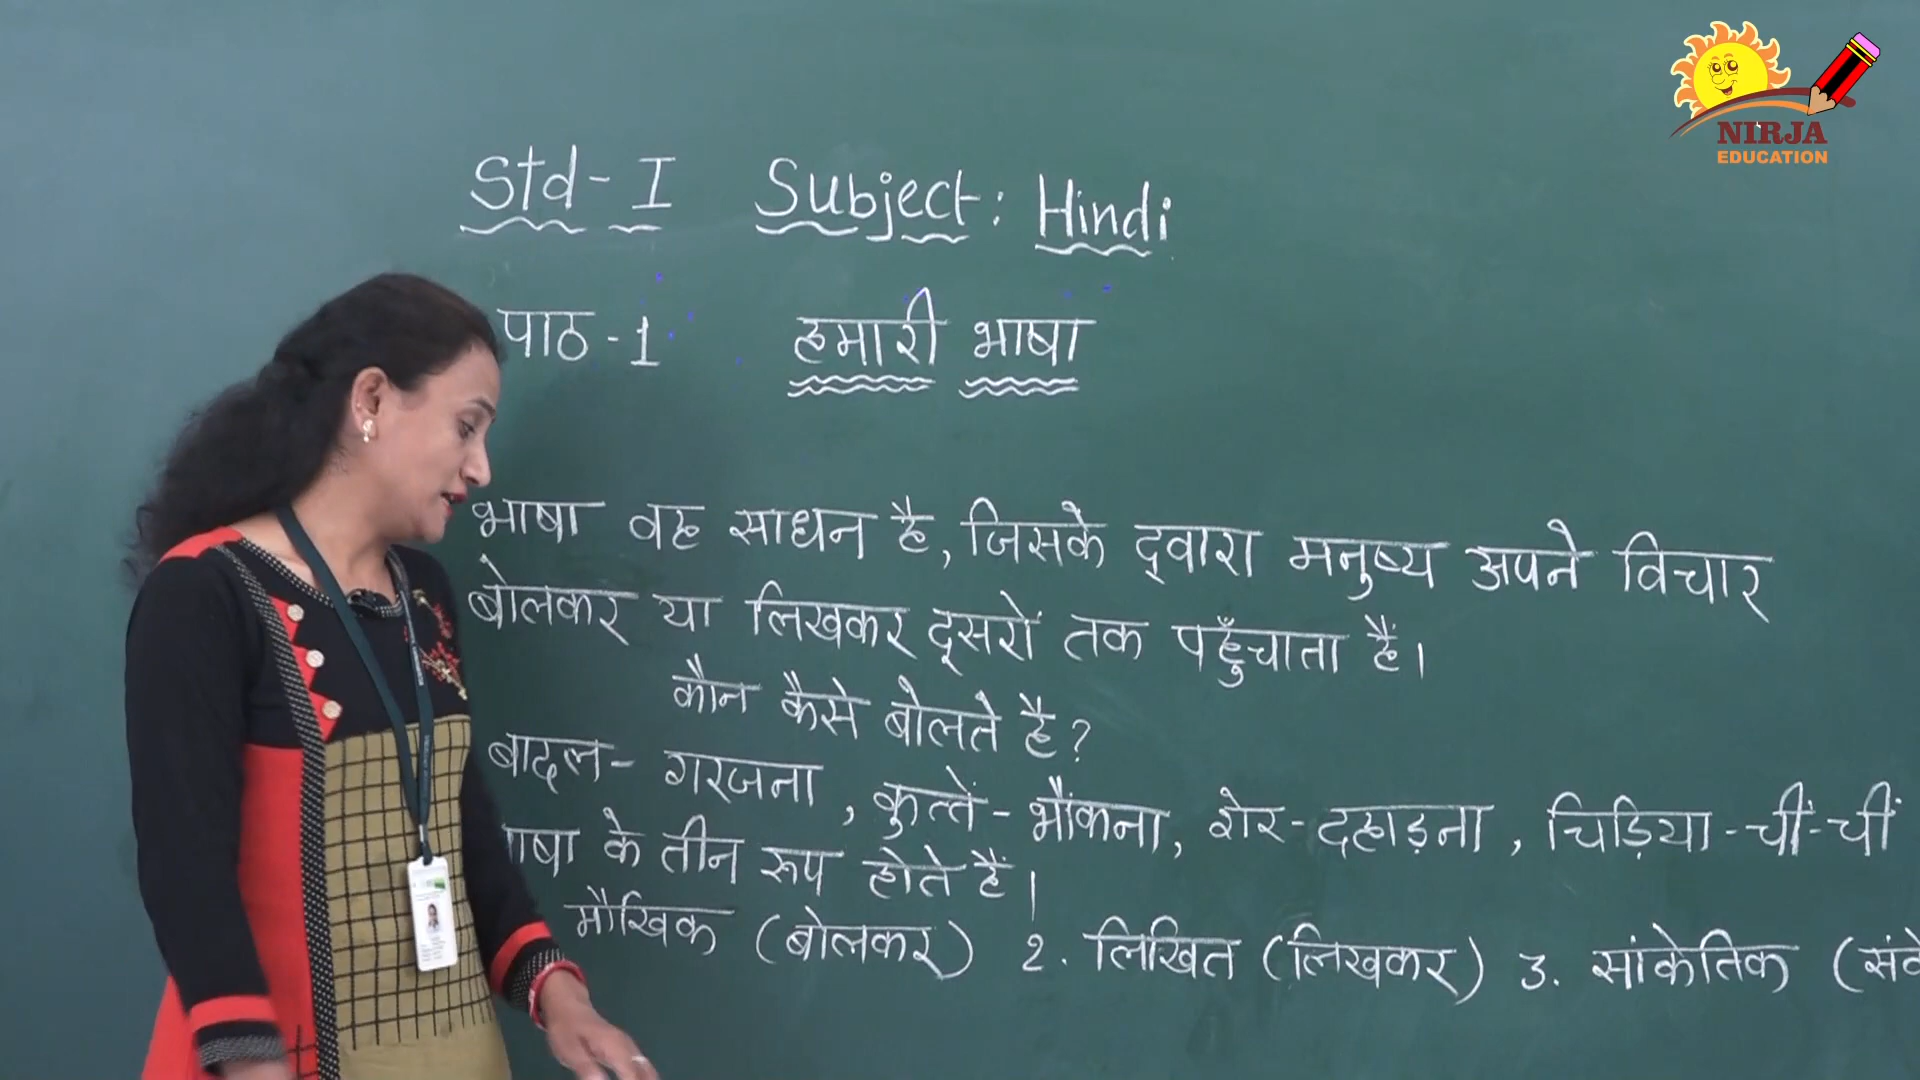 NIRJA
EDUCATION
Std-I Subject: Hindi
पाठ-1 हमारी भाषा
भाषा वह साधन है, जिसके द्वारा मनुष्य अपने विचार
बोलकर या लिखकर दूसरों तक पहुँचाता हैं।
कौन कैसे बोलते है?
बादल- गरजना, कुत्तें-भौंकना, शेर-दहाड़ना, चिड़िया-चीं-चीं
के तीन रूप होते हैं।
मौखिक (बोलकर) 2. लिखित (लिखकर) 3. सांकेतिक